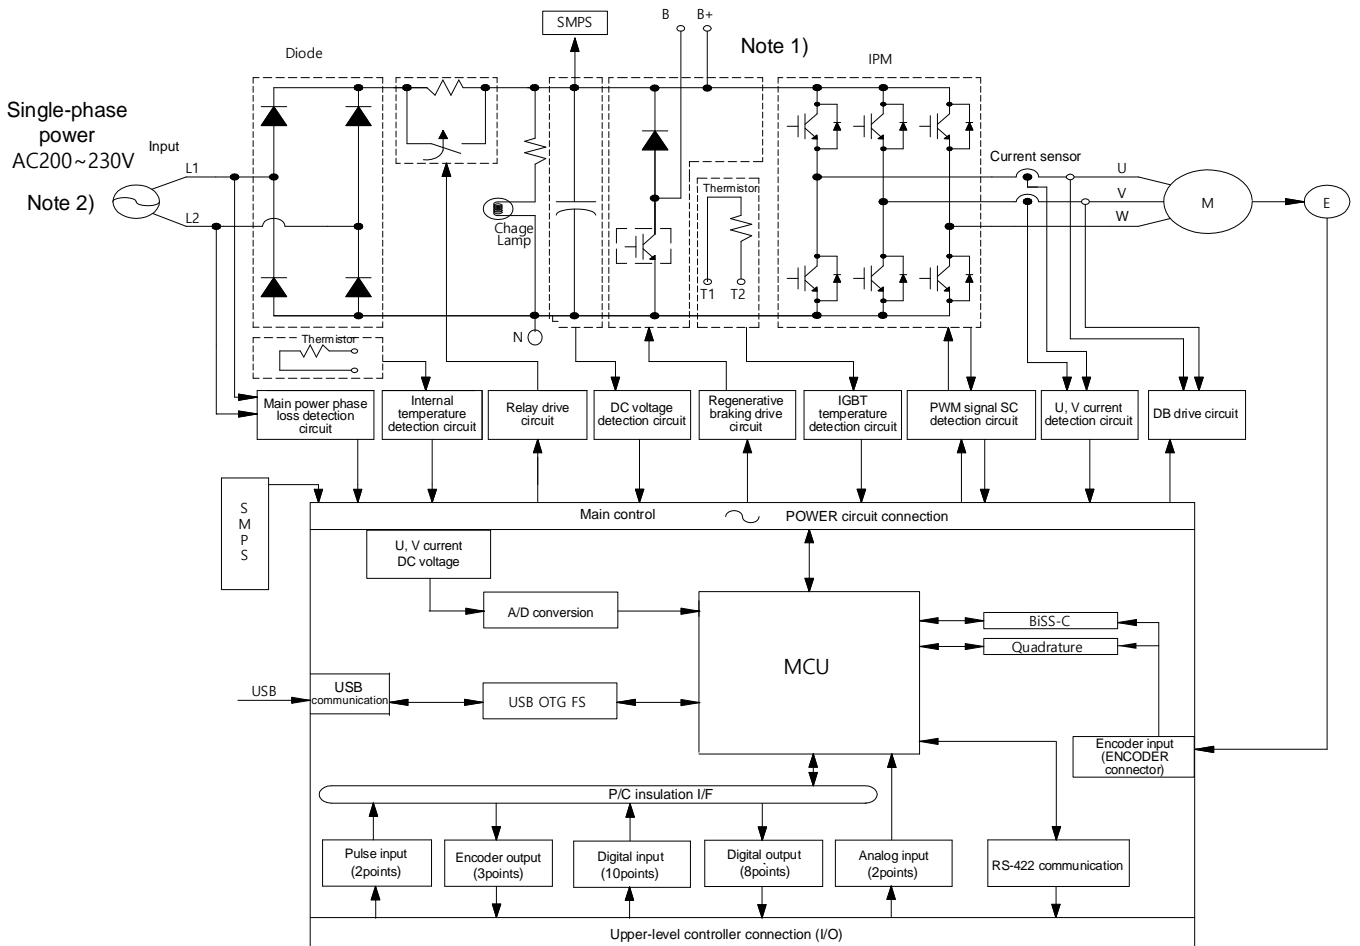 SMPS
B
B+
Note 1)
Diode
IPM
Single-phase
power
AC200~230V
Input
L1
Note 2)
L2
Chage
Lamp
Thermistor
T1
T2
Current sensor
U
V
W
M
E
N
Thermistor
Main power phase
loss detection
circuit
Internal
temperature
detection circuit
Relay drive
circuit
DC voltage
detection circuit
Regenerative
braking drive
circuit
IGBT
temperature
detection circuit
PWM signal SC
detection circuit
U, V current
detection circuit
DB drive circuit
S
M
P
S
Main control
POWER circuit connection
U, V current
DC voltage
A/D conversion
MCU
BiSS-C
Quadrature
USB
USB
communication
USB OTG FS
Encoder input
(ENCODER
connector)
P/C insulation I/F
Pulse input
(2points)
Encoder output
(3points)
Digital input
(10points)
Digital output
(8points)
Analog input
(2points)
RS-422 communication
Upper-level controller connection (I/O)